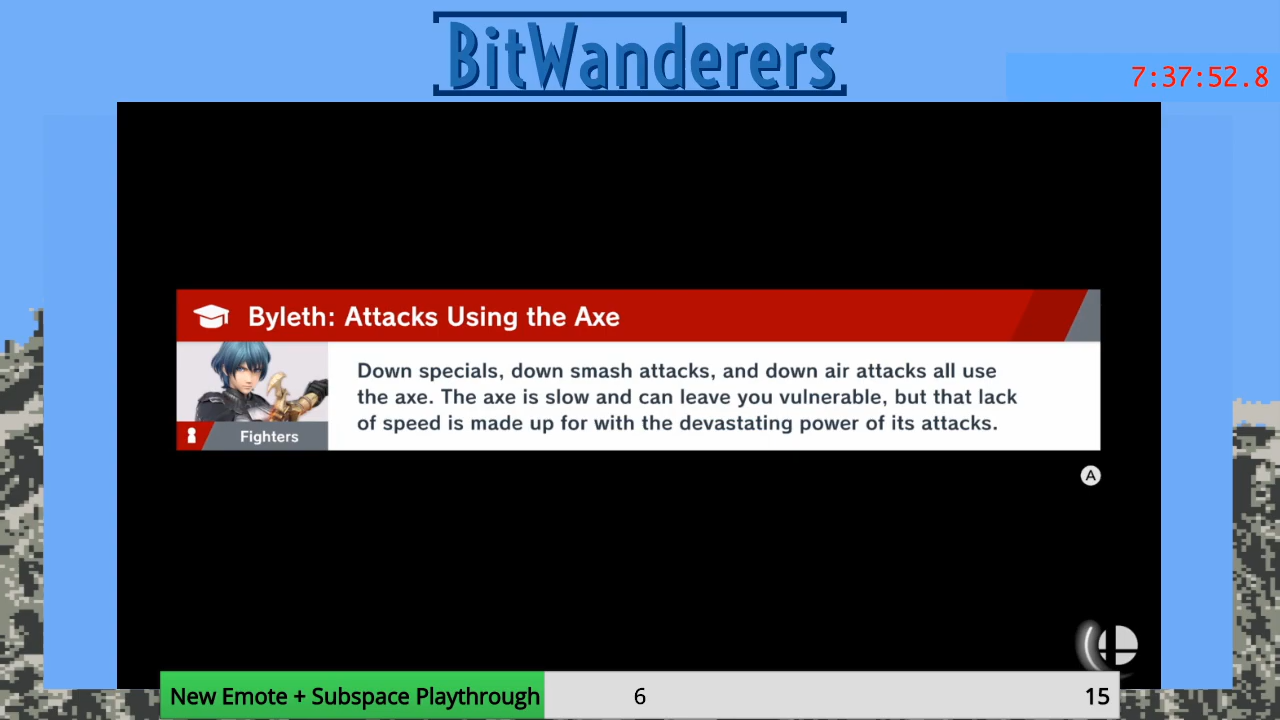 BitWanderers
7:37:52.8
Byleth: Attacks Using the Axe
Down specials, down smash attacks, and down air attacks all use
the axe. The axe is slow and can leave you vulnerable, but that lack
of speed is made up for with the devastating power of its attacks.
Fighters
A
New Emote + Subspace Playthrough 6 15